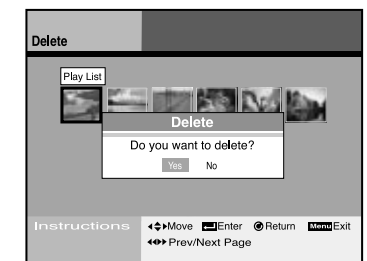 Delete
Play List
Delete
Do you want to delete?
Yes No
Instructions Move Enter Return Menu Exit
Prev/Next Page